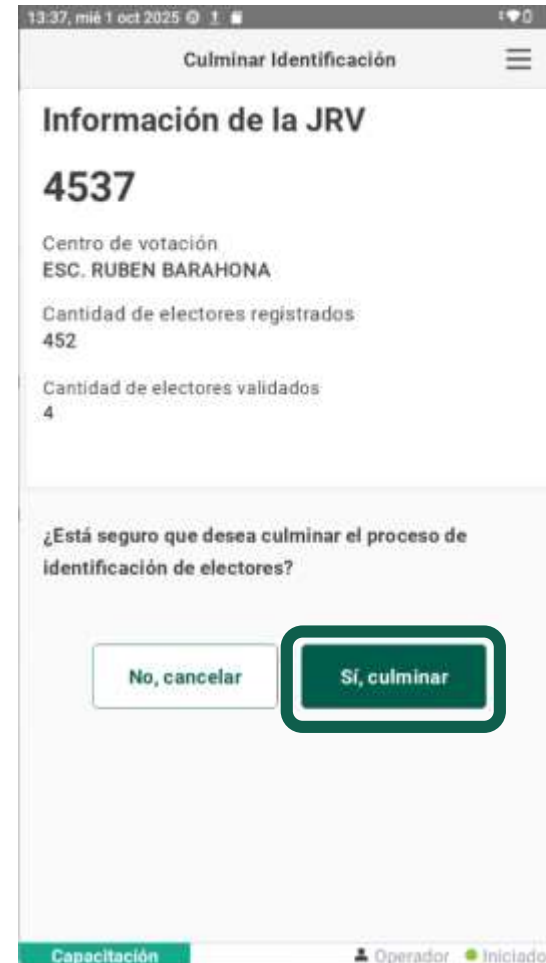 13:37, mié 1 oct 2025
Culminar Identificación
Información de la JRV
4537
Centro de votación
ESC. RUBEN BARAHONA
Cantidad de electores registrados
452
Cantidad de electores validados
4
¿Está seguro que desea culminar el proceso de
identificación de electores?
No, cancelar
Sí, culminar
Capacitación
Operador
Iniciado